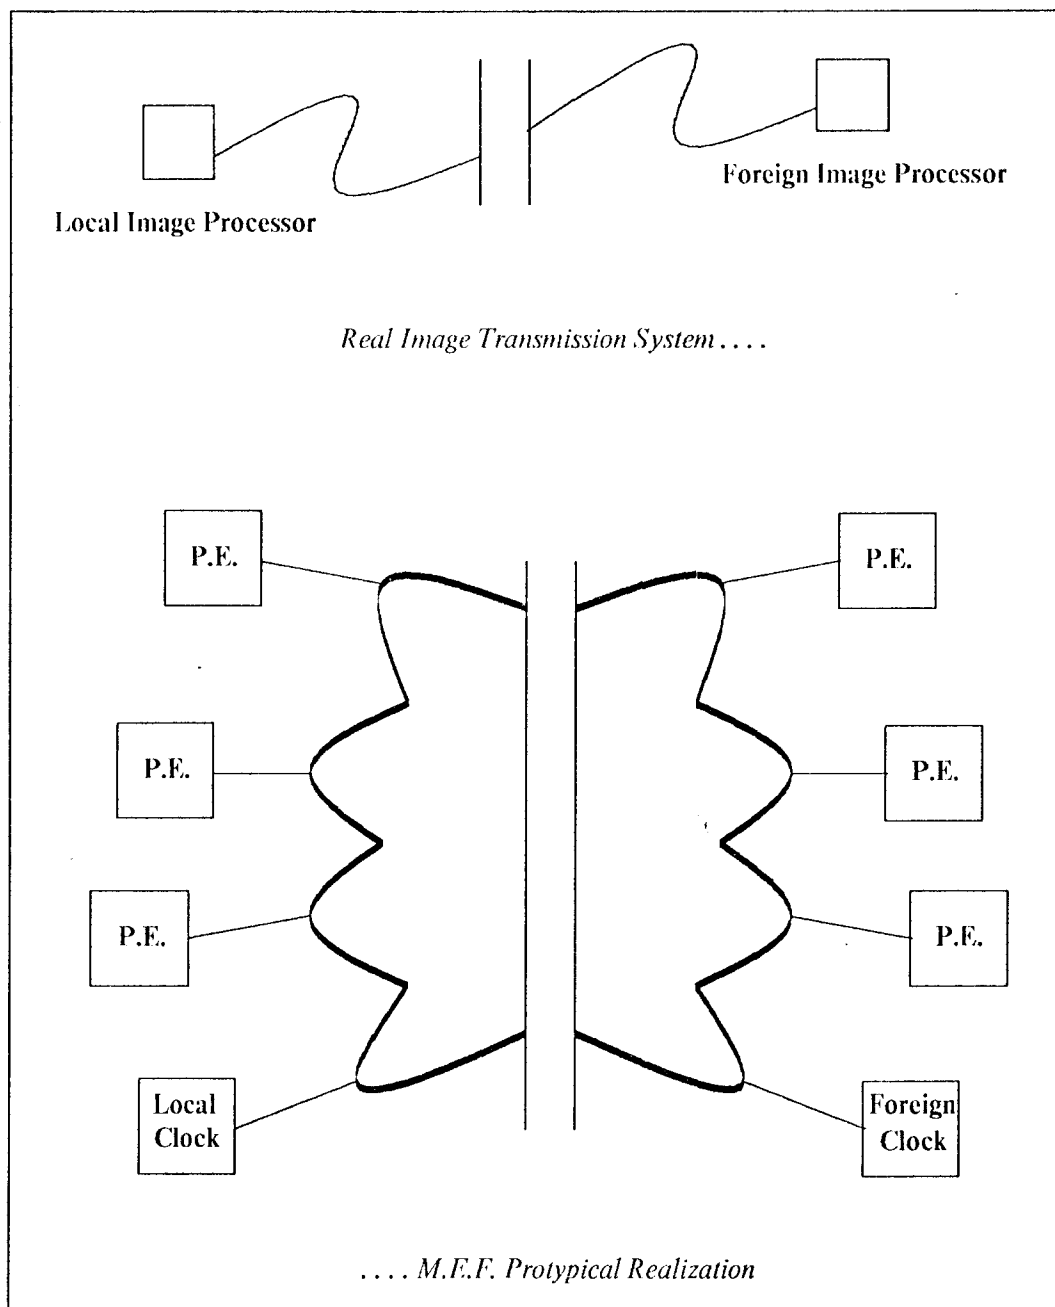 Foreign Image Processor
Local Image Processor
Real Image Transmission System . . . .
P.E.
P.E.
P.E.
P.E.
P.E.
P.E.
Local
Clock
Foreign
Clock
. . . . M.E.F. Protypical Realization